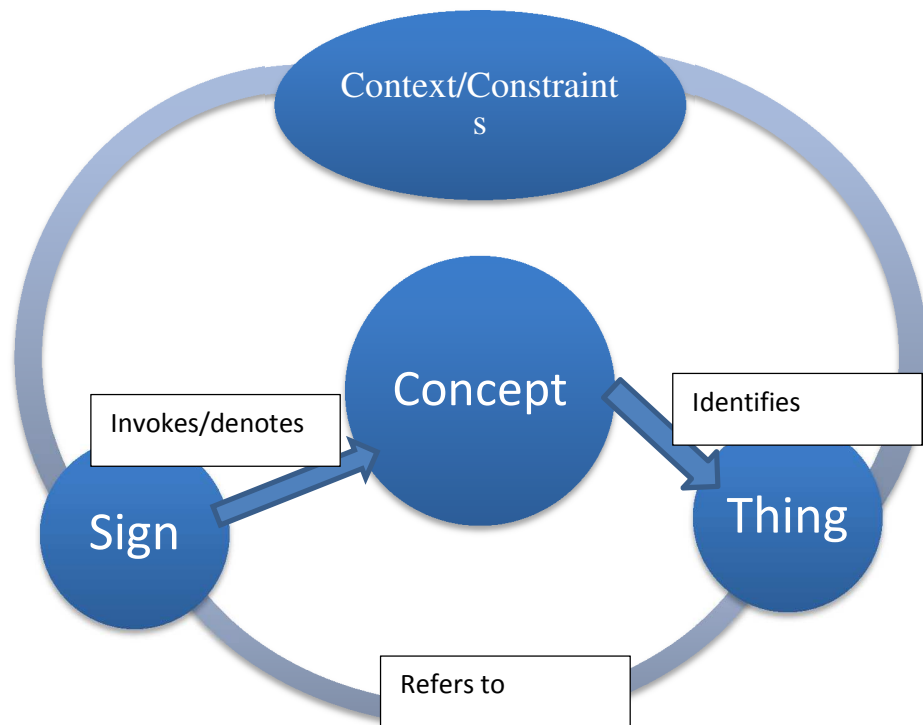 Context/Constraint
s
Concept
Identifies
Invokes/denotes
Thing
Sign
Refers to